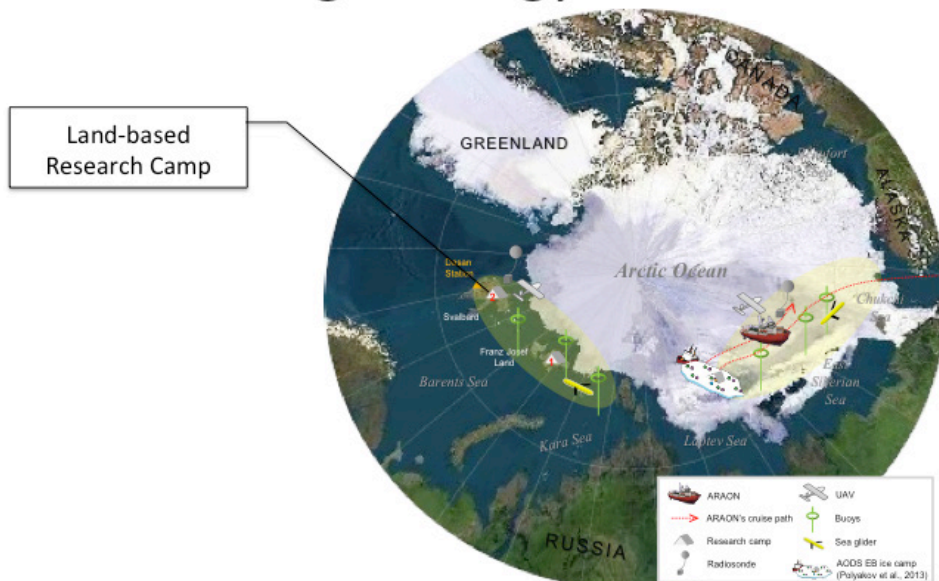 Land-based
Research Camp
GREENLAND
CANADA
ALASKA
Arctic Ocean
Dasan
Station
2
Svalbard
Franz Josef
Land
1
Barents Sea
Kara Sea
Laptev Sea
East
Siberian
Sea
Chukchi
Sea
RUSSIA
ARAON
UAV
ARAON's cruise path
Buoys
Research camp
Sea glider
Radiosonde
AODS EB ice camp
(Polyakov et al., 2013)